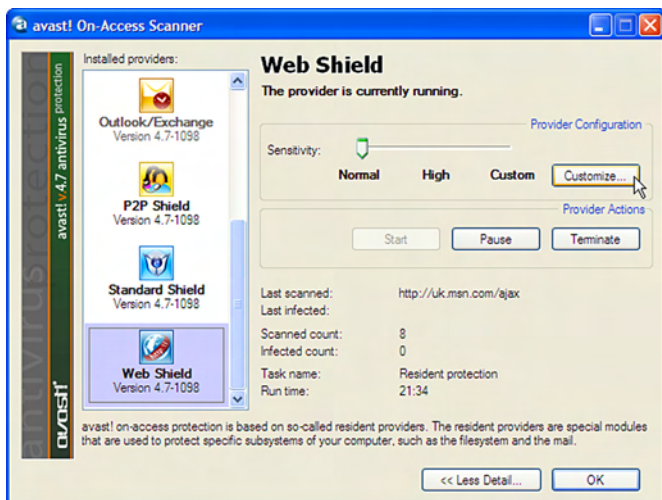 avast! On-Access Scanner
antivirusprotection
avast! v.4.7 antivirus protection
avast!
Installed providers:
Outlook/Exchange
Version 4.7-1098
P2P Shield
Version 4.7-1098
Standard Shield
Version 4.7-1098
Web Shield
Version 4.7-1098
Web Shield
The provider is currently running.
Provider Configuration
Sensitivity:
Normal High Custom Customize...
Provider Actions
Start Pause Terminate
Last scanned: http://uk.msn.com/ajax
Last infected:
Scanned count: 8
Infected count: 0
Task name: Resident protection
Run time: 21:34
avast! on-access protection is based on so-called resident providers. The resident providers are special modules
that are used to protect specific subsystems of your computer, such as the filesystem and the mail.
<< Less Detail... OK